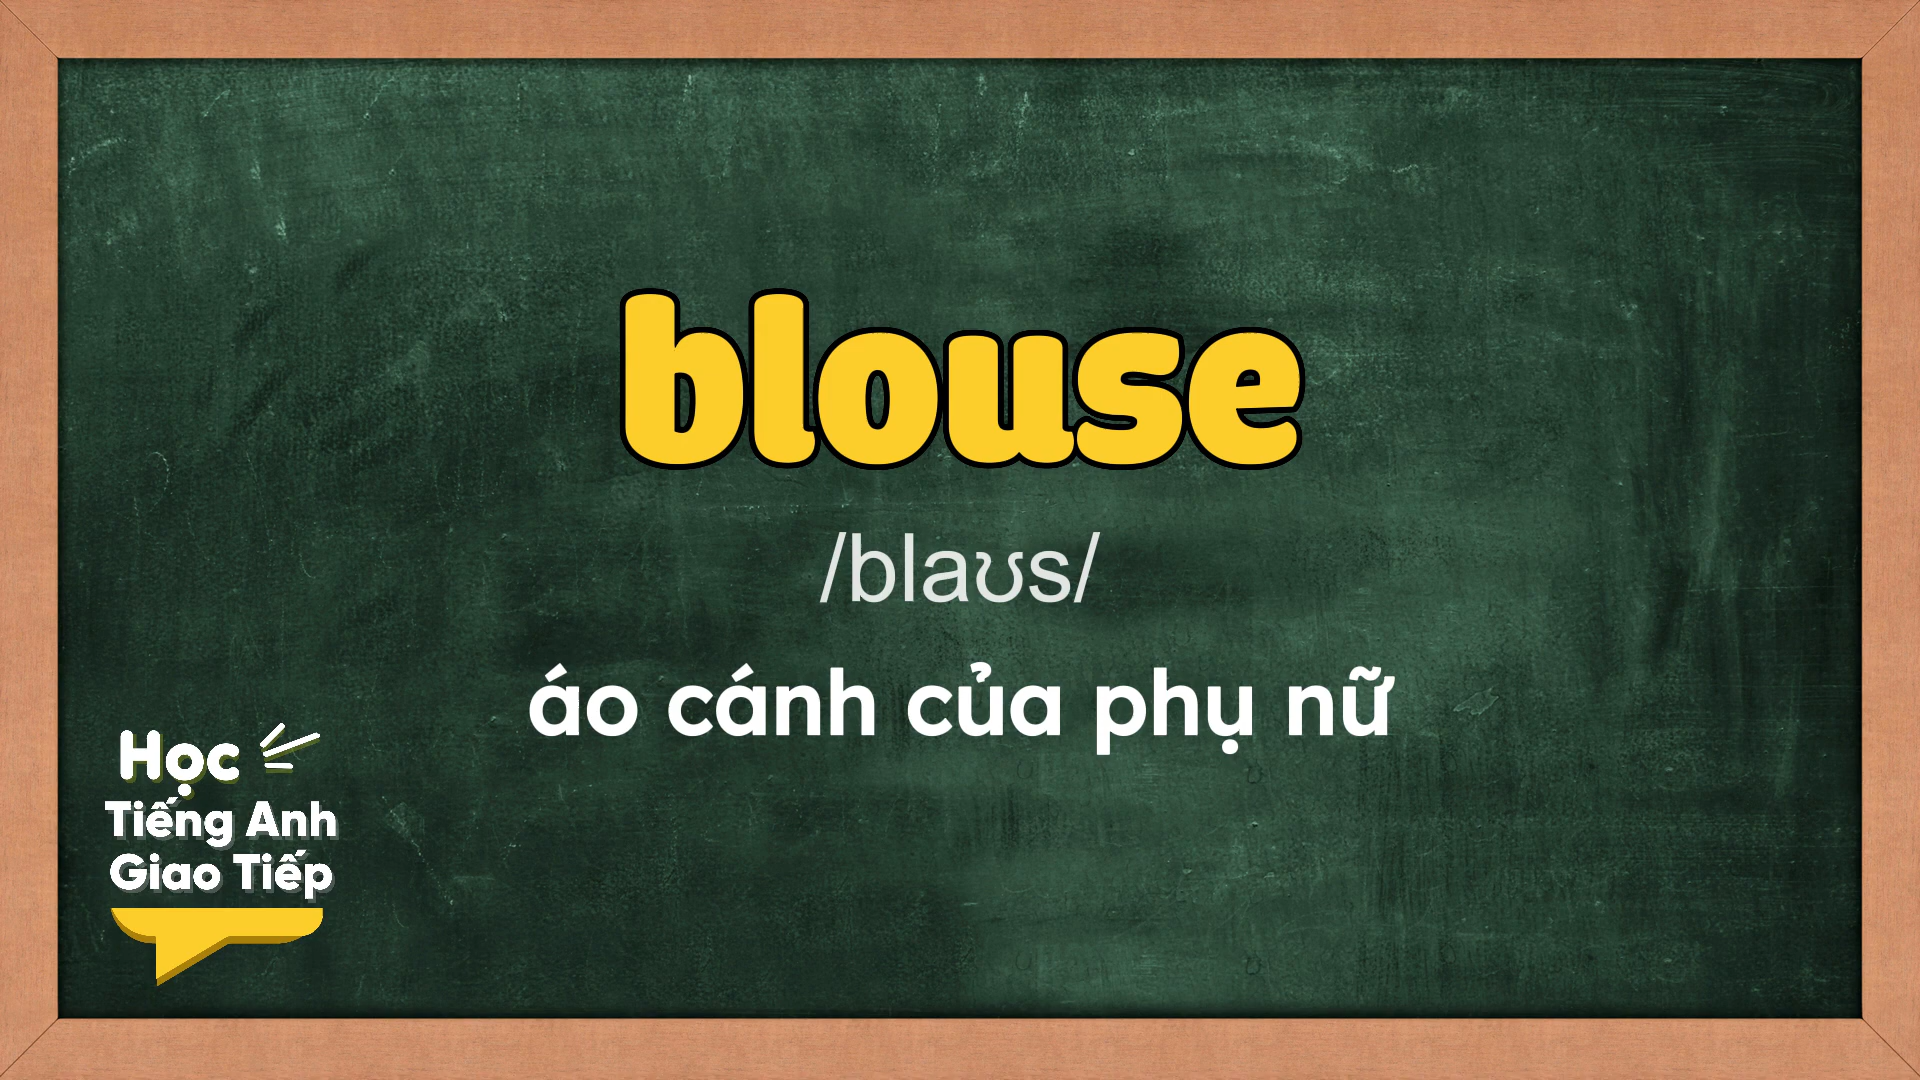 blouse
/blaʊs/
áo cánh của phụ nữ
Học
Tiếng Anh
Giao Tiếp